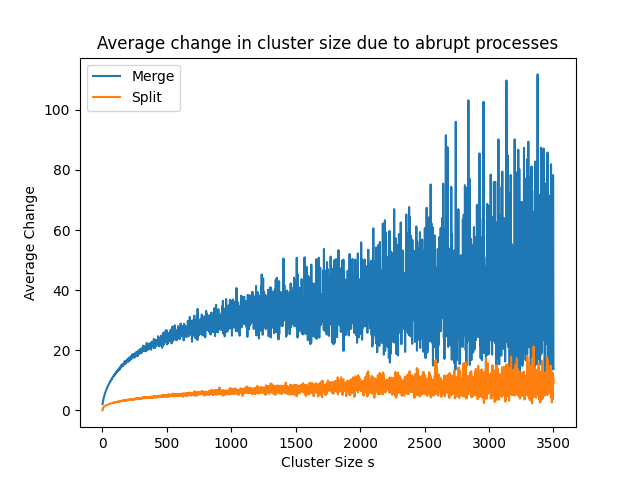 Average change in cluster size due to abrupt processes
Merge
Split
Average Change
100
80
60
40
20
0
0 500 1000 1500 2000 2500 3000 3500
Cluster Size s